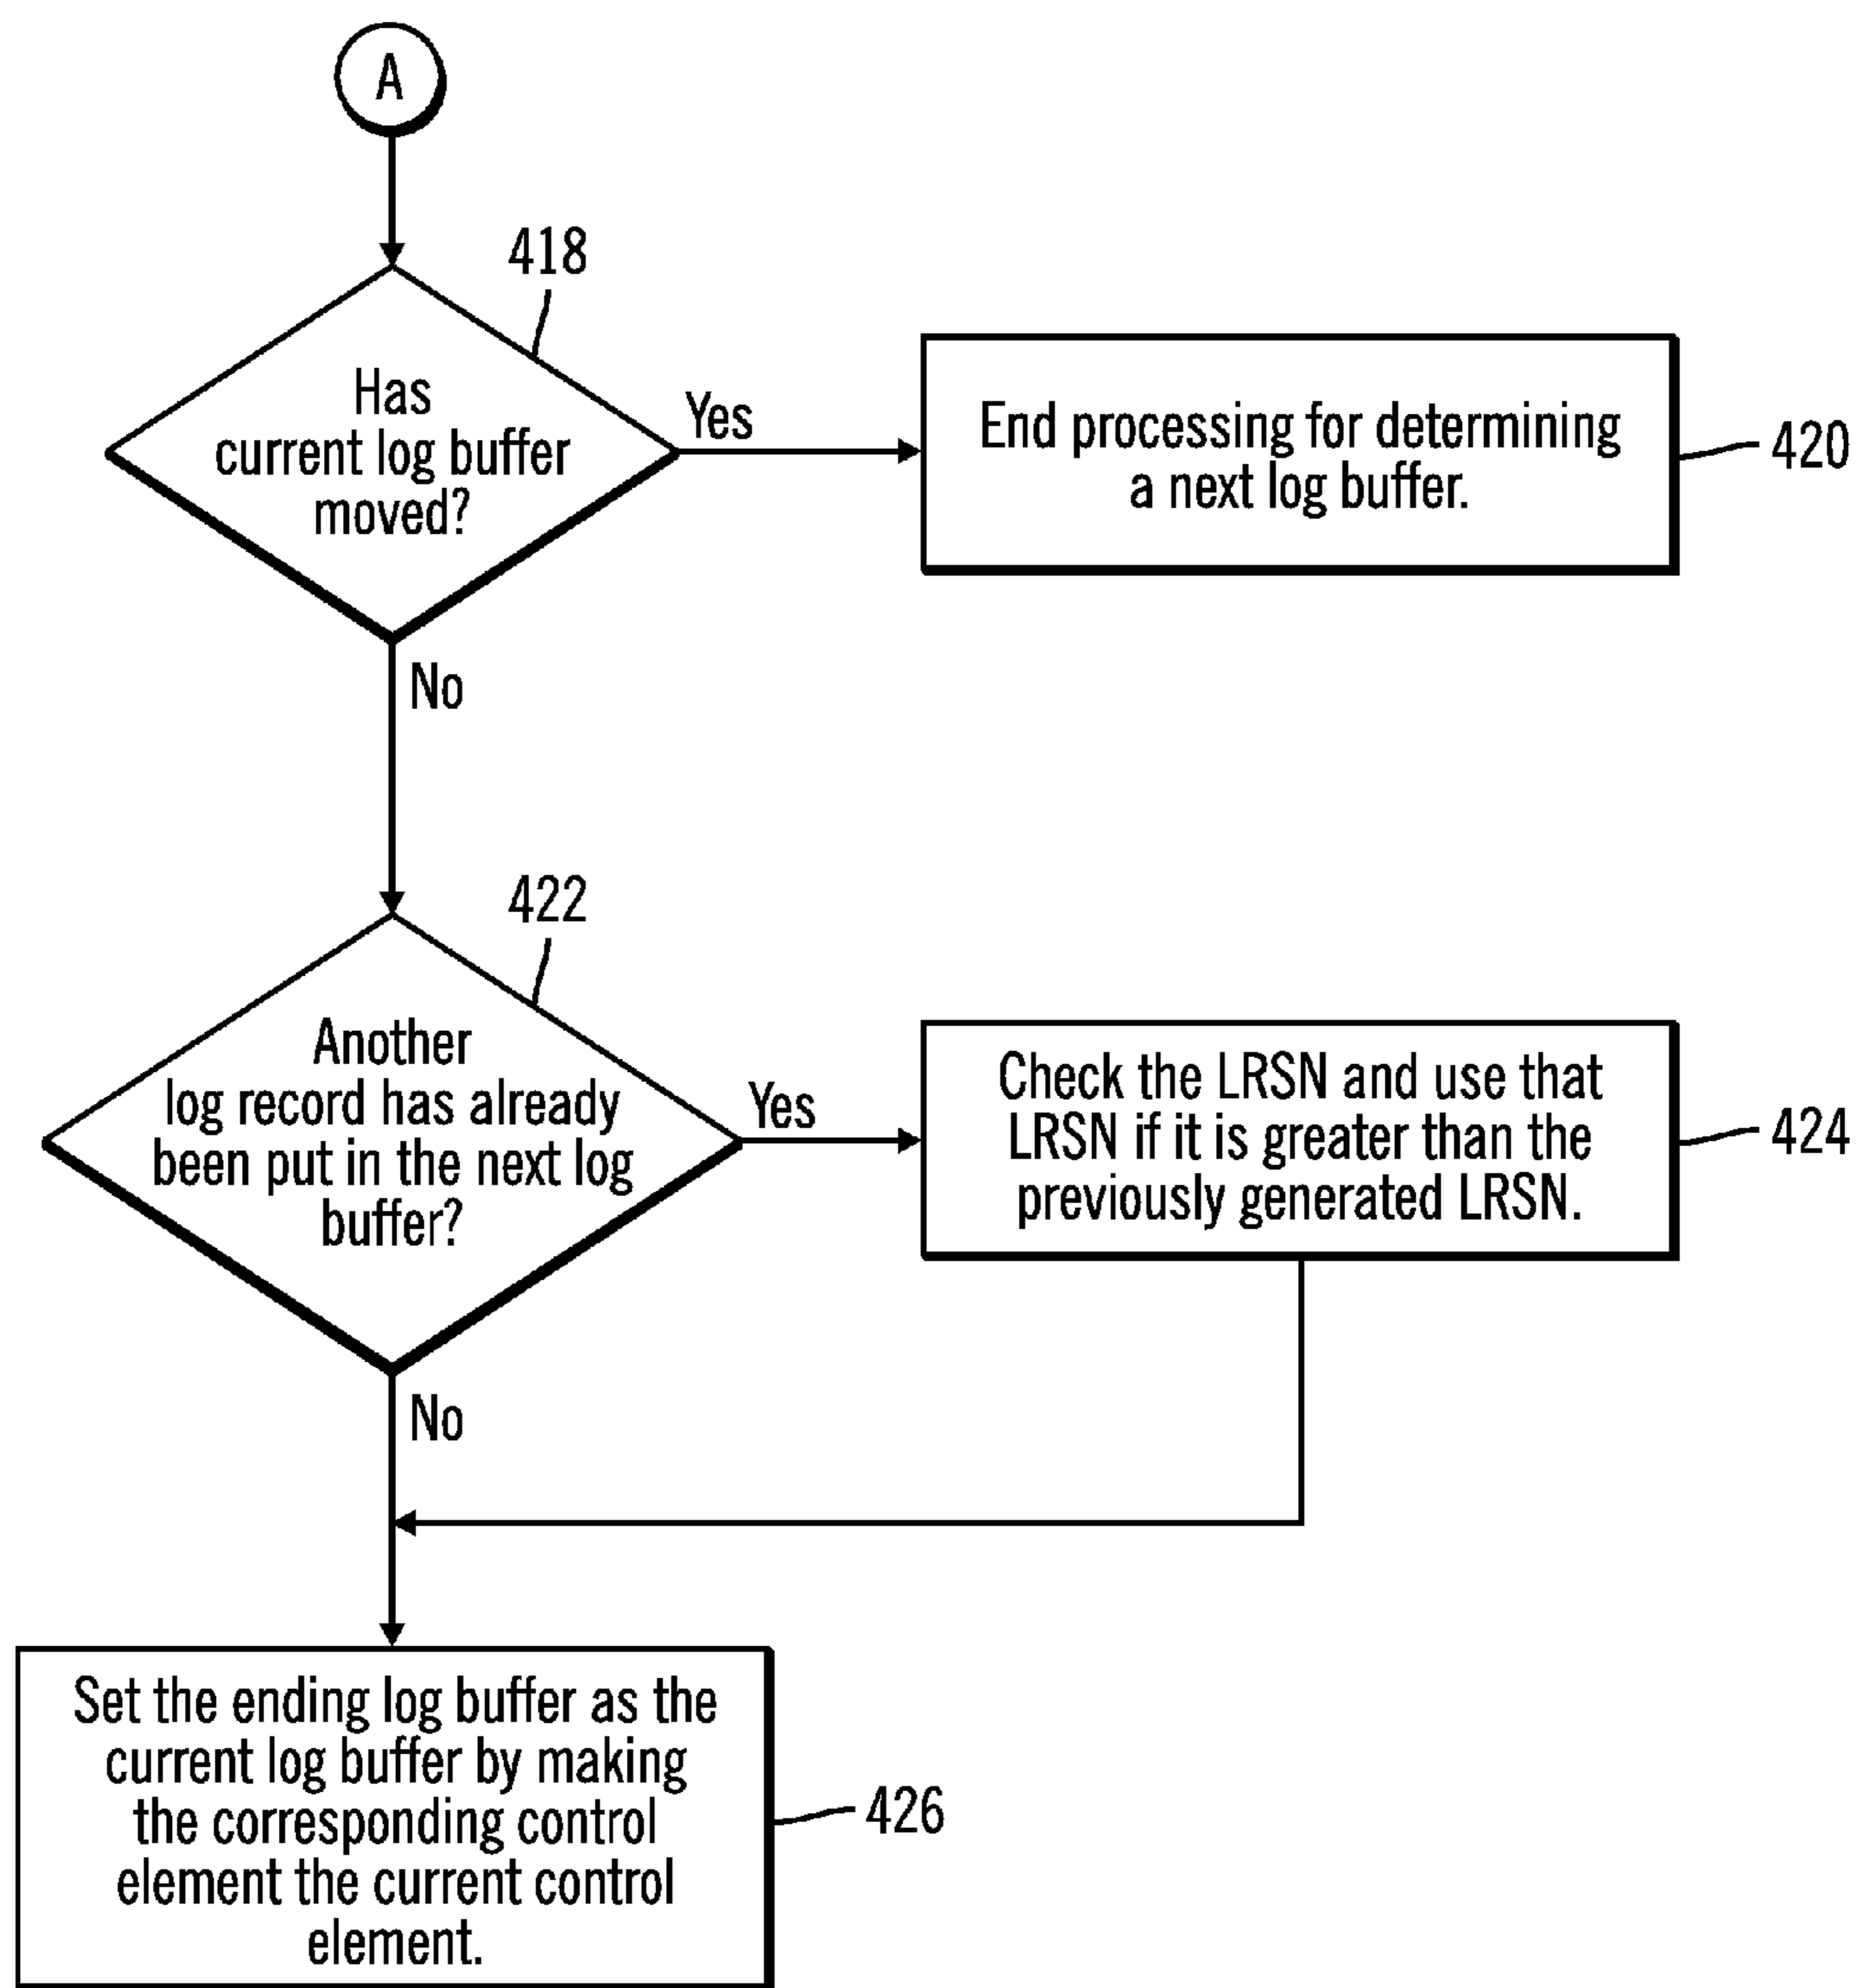 A
418
Has
current log buffer
moved?
Yes
End processing for determining
a next log buffer.
420
No
422
Another
log record has already
been put in the next log
buffer?
Yes
Check the LRSN and use that
LRSN if it is greater than the
previously generated LRSN.
424
No
Set the ending log buffer as the
current log buffer by making
the corresponding control
element the current control
element.
426